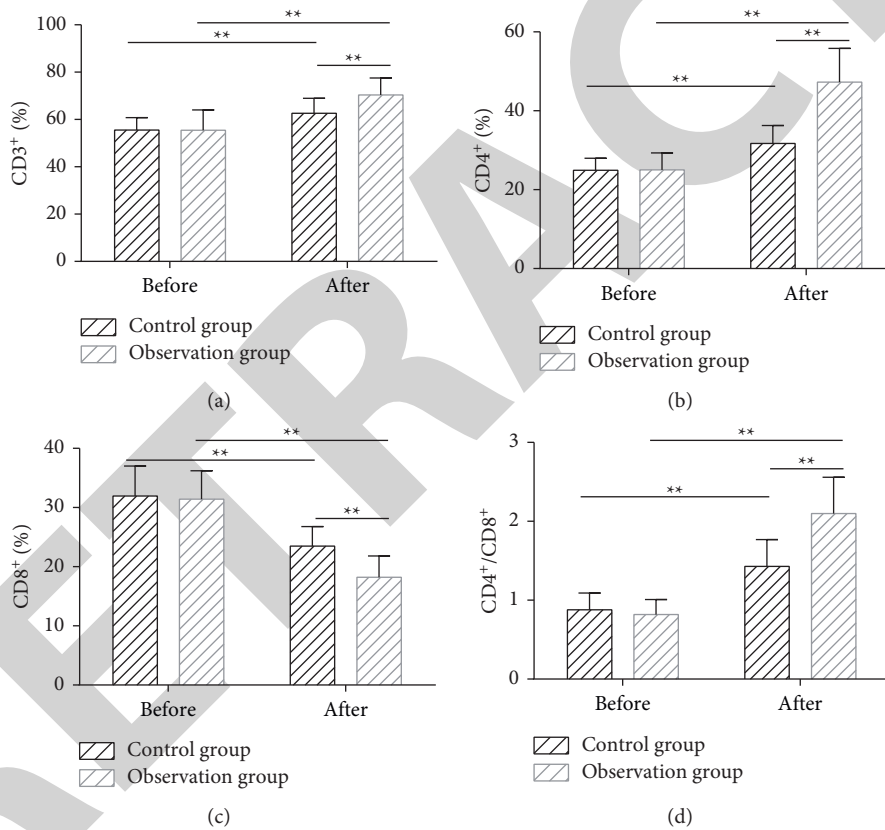 CD3+ (%)
100
80
60
40
20
0
**
**
**
Before
After
Control group
Observation group
(a)
CD4+ (%)
60
40
20
0
**
**
**
Before
After
Control group
Observation group
(b)
CD8+ (%)
40
30
20
10
0
**
**
**
Before
After
Control group
Observation group
(c)
CD4+/CD8+
3
2
1
0
**
**
**
Before
After
Control group
Observation group
(d)
RETRAC